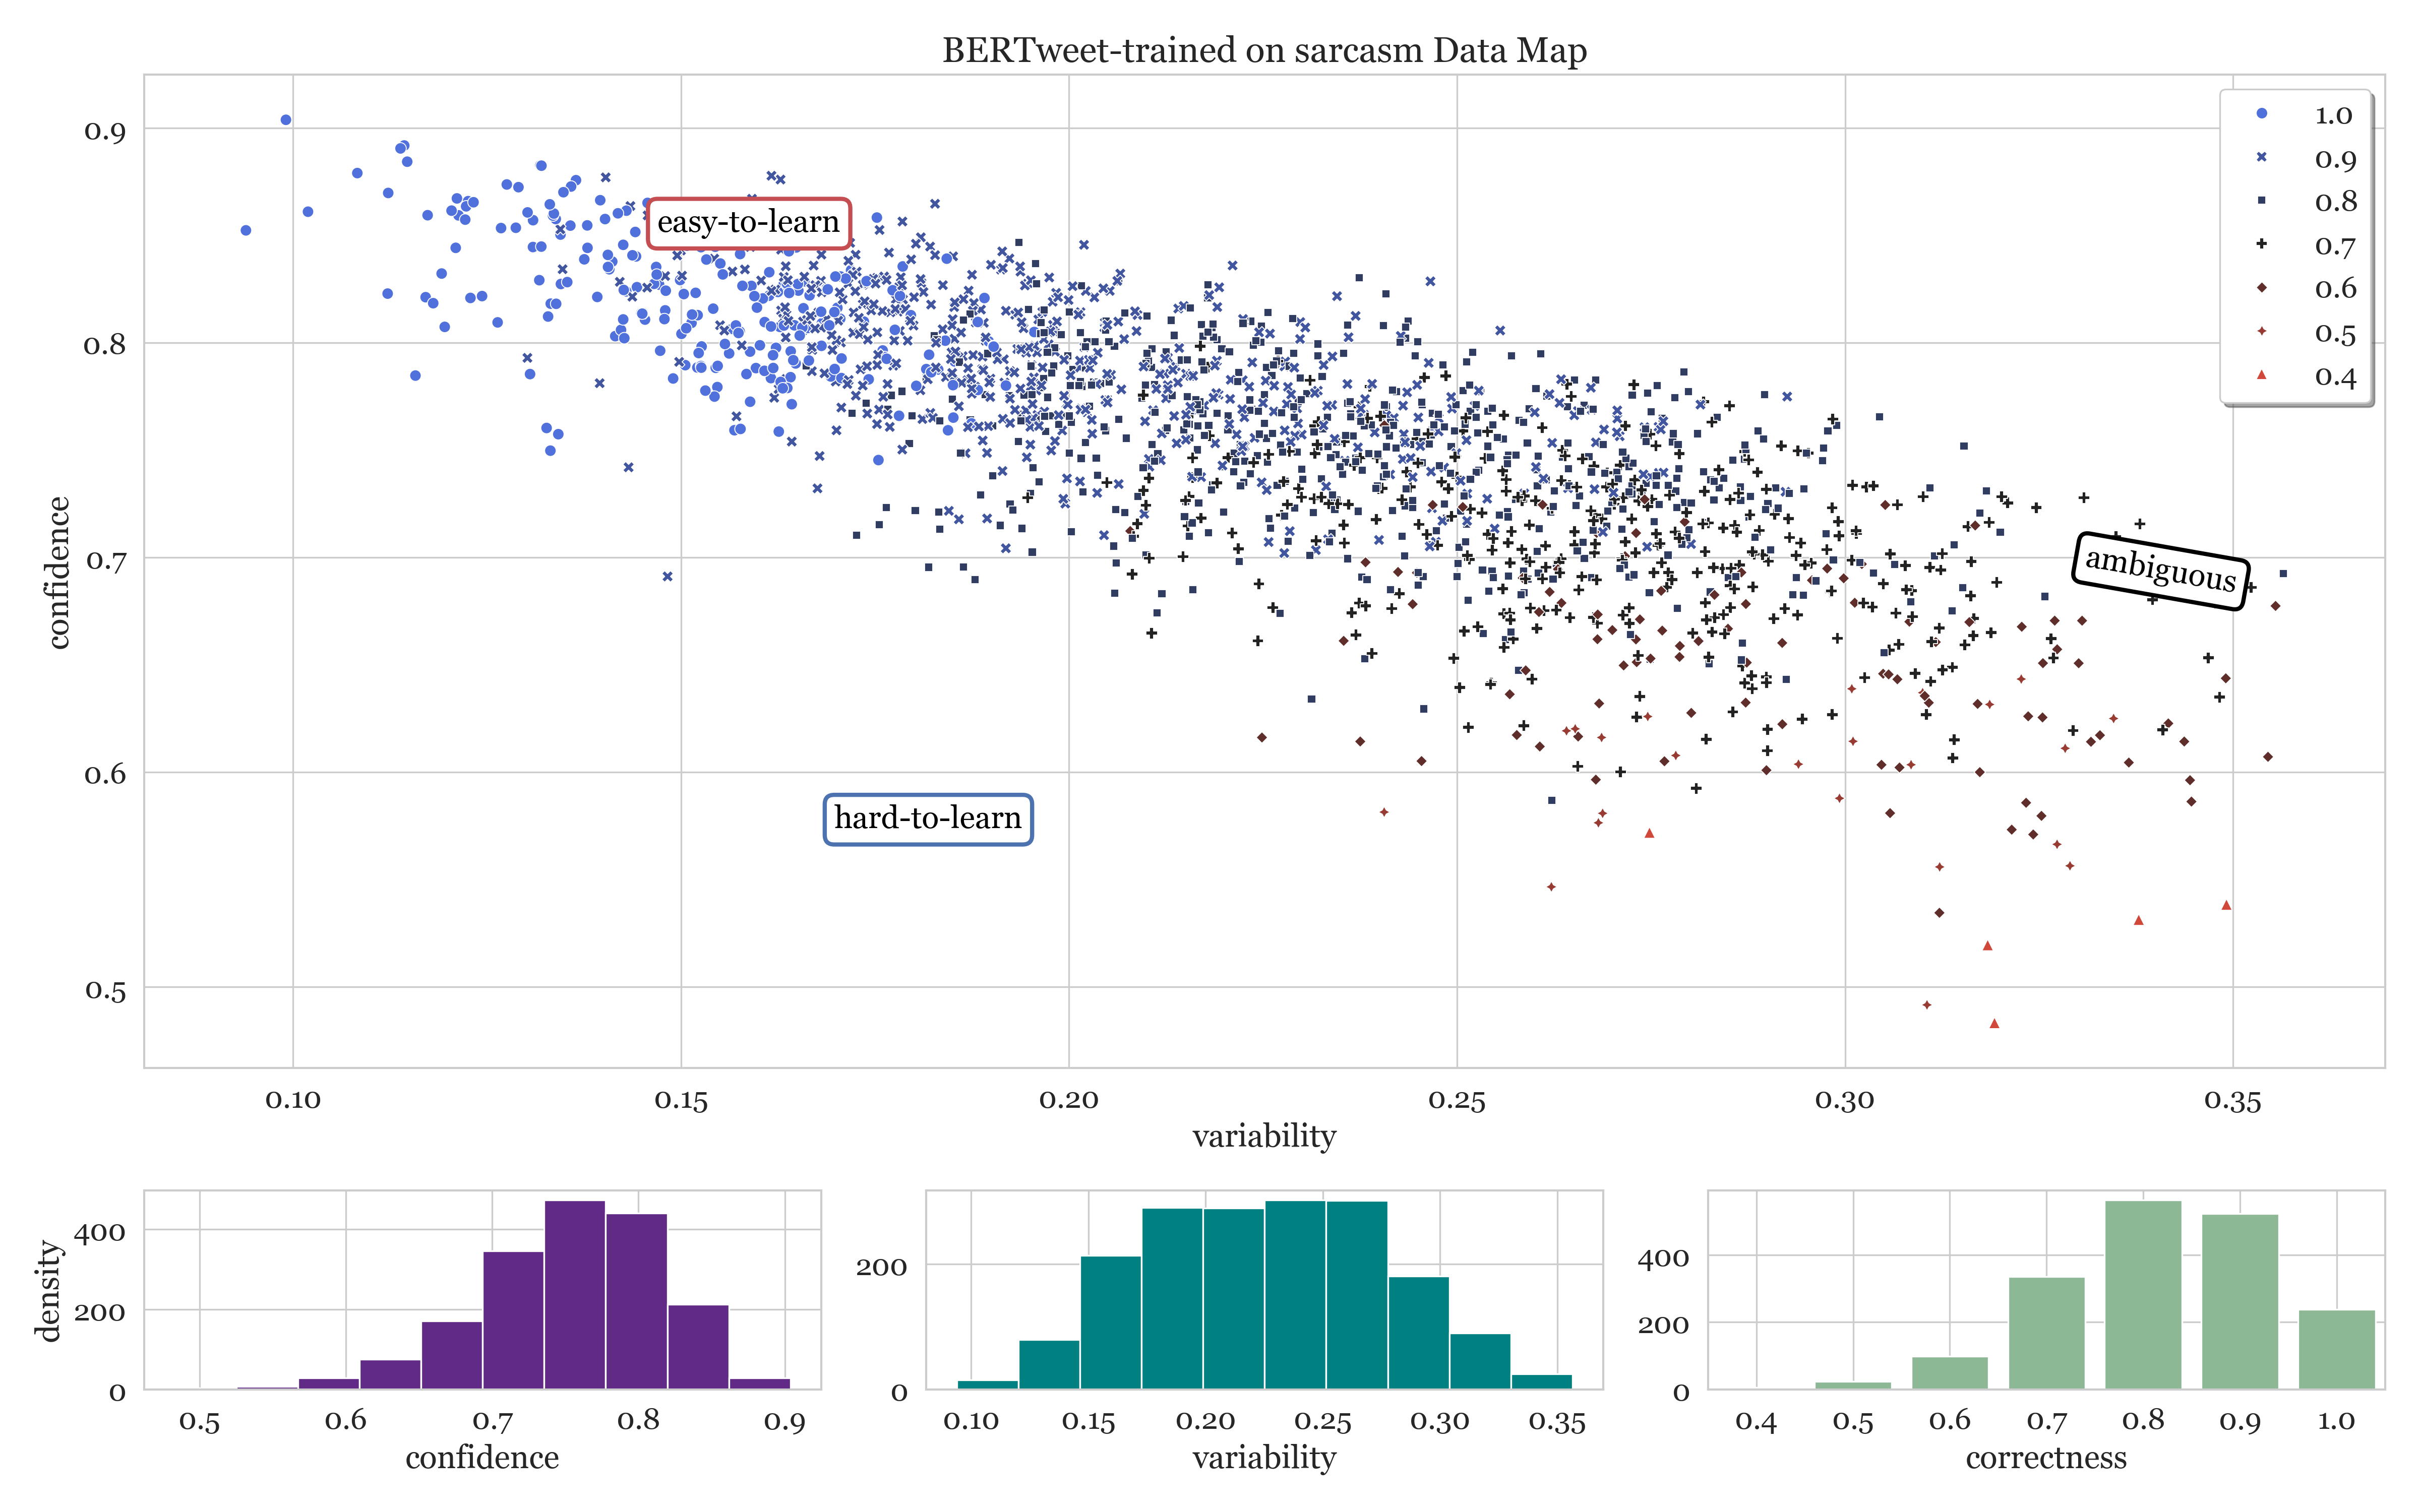 BERTweet-trained on sarcasm Data Map
confidence
0.9
0.8
0.7
0.6
0.5
easy-to-learn
hard-to-learn
ambiguous
1.0
0.9
0.8
0.7
0.6
0.5
0.4
0.10 0.15 0.20 0.25 0.30 0.35
variability
density
400
200
0
0.5 0.6 0.7 0.8 0.9
confidence
200
0
0.10 0.15 0.20 0.25 0.30 0.35
variability
400
200
0
0.4 0.5 0.6 0.7 0.8 0.9 1.0
correctness